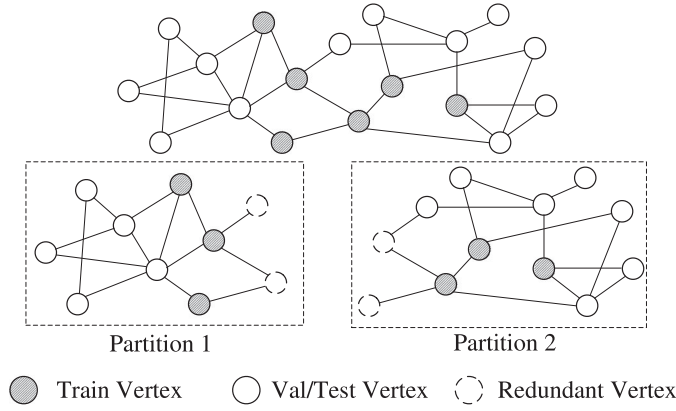 Partition 1
Partition 2
Train Vertex
Val/Test Vertex
Redundant Vertex